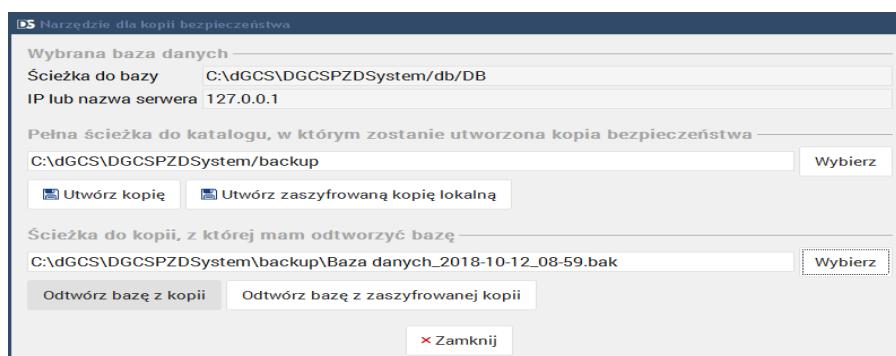 DS Narzędzie dla kopii bezpieczeństwa
Wybrana baza danych
Ścieżka do bazy C:\dGCS\DGCSPZDSystem/db/DB
IP lub nazwa serwera 127.0.0.1
Pełna ścieżka do katalogu, w którym zostanie utworzona kopia bezpieczeństwa
C:\dGCS\DGCSPZDSystem/backup Wybierz
Utwórz kopię Utwórz zaszyfrowaną kopię lokalną
Ścieżka do kopii, z której mam odtworzyć bazę
C:\dGCS\DGCSPZDSystem\backup\Baza danych_2018-10-12_08-59.bak Wybierz
Odtwórz bazę z kopii Odtwórz bazę z zaszyfrowanej kopii
× Zamknij